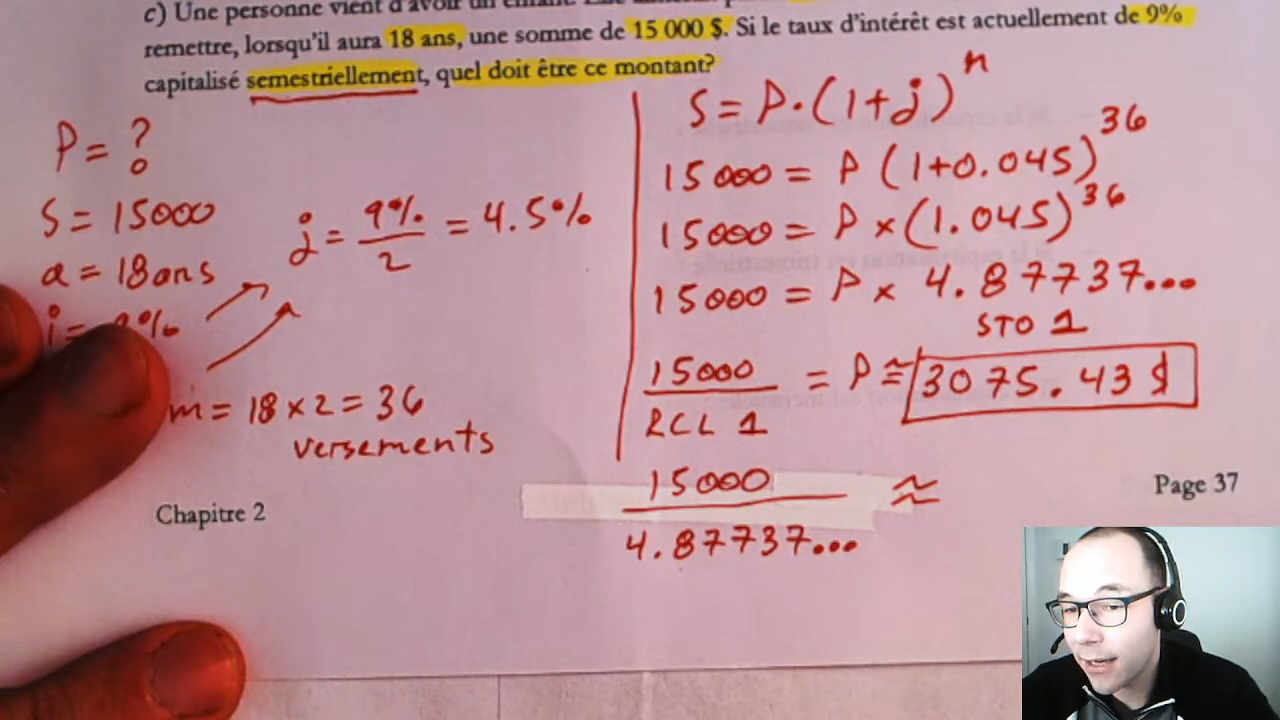 c) Une personne vient d'avoir un enfant.
remettre, lorsqu'il aura 18 ans, une somme de 15 000 $. Si le taux d'intérêt est actuellement de 9%
capitalisé semestriellement, quel doit être ce montant?
P = ?
S = 15000
a = 18 ans
i = 9%
j = 9% / 2 = 4.5%
n = 18 × 2 = 36
versements
S = P · (1 + j)^n
15000 = P (1+0.045)^36
15000 = P × (1.045)^36
15000 = P × 4.87737...
STO 1
15000 / RCL 1 = P ≅ 3075.43 $
15000 / 4.87737... ≈
Chapitre 2
Page 37